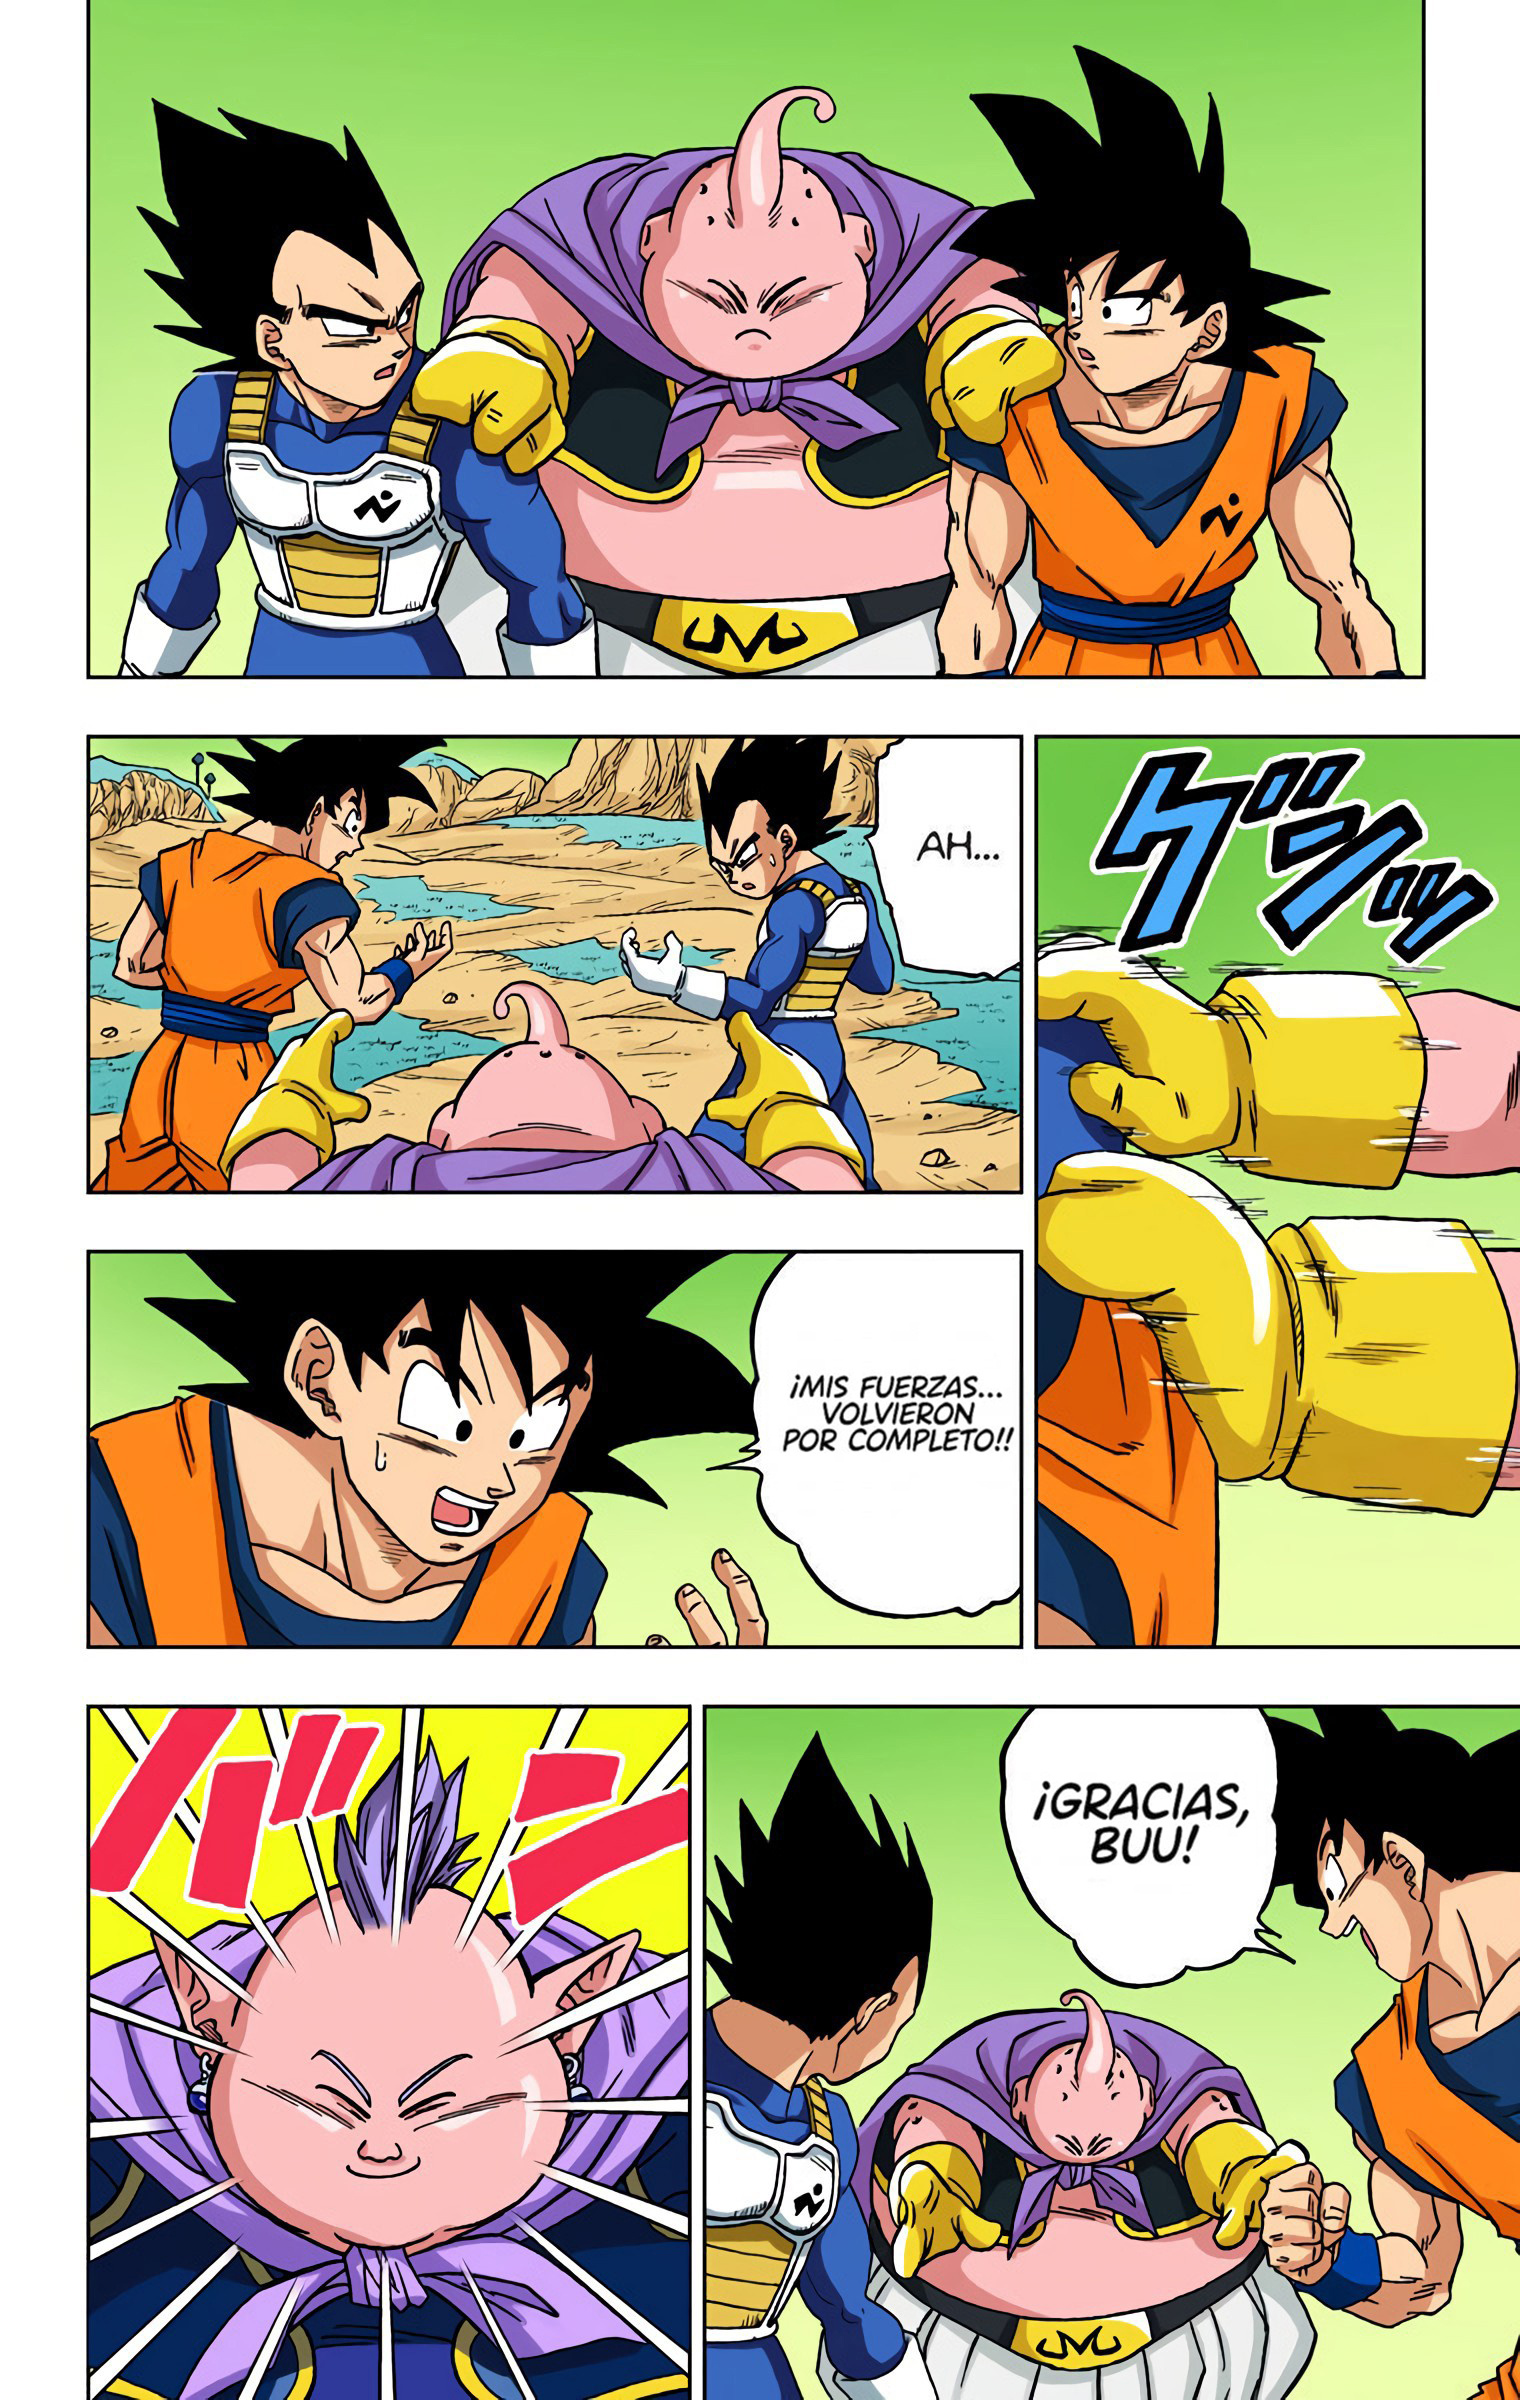 グンッ
AH...
¡MIS FUERZAS...
VOLVIERON
POR COMPLETO!!
¡GRACIAS,
BUU!
バン